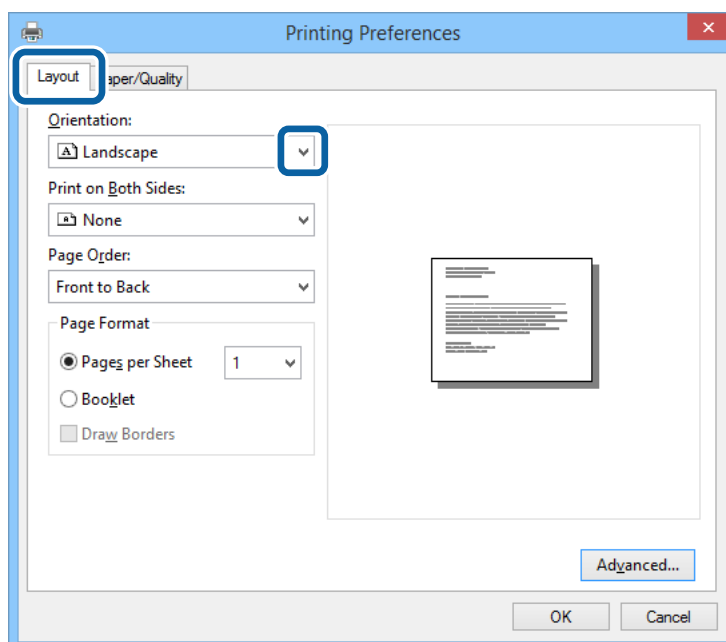 Printing Preferences
Layout
aper/Quality
Orientation:
Landscape
Print on Both Sides:
None
Page Order:
Front to Back
Page Format
Pages per Sheet 1
Booklet
Draw Borders
Advanced...
OK Cancel